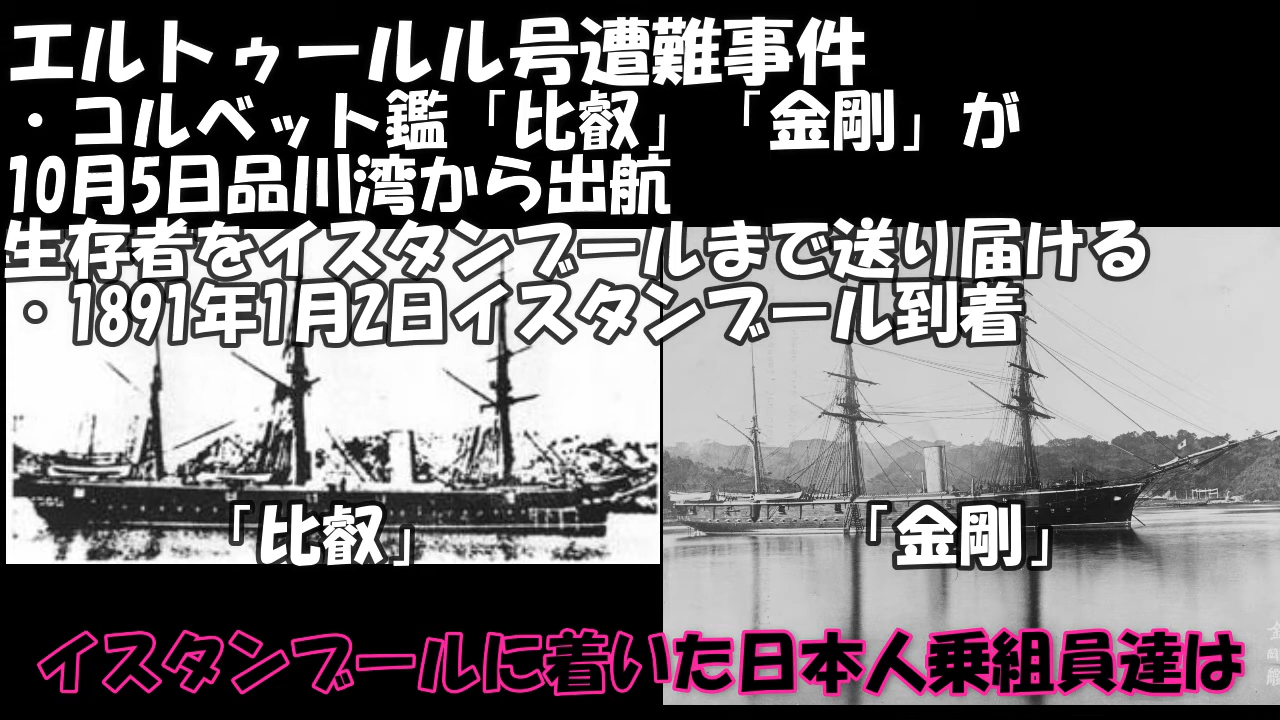 エルトゥールル号遭難事件
・コルベット鑑「比叡」「金剛」が
10月5日品川湾から出航
生存者をイスタンブールまで送り届ける
・1891年1月2日イスタンブール到着
「比叡」
「金剛」
イスタンブールに着いた日本人乗組員達は